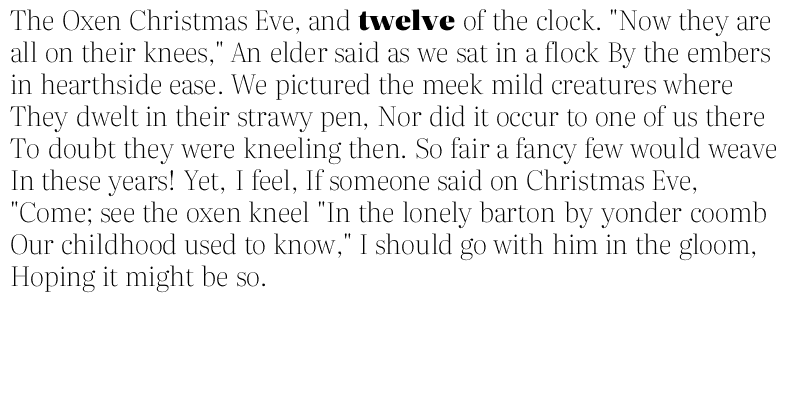 The Oxen Christmas Eve, and twelve of the clock. "Now they are
all on their knees," An elder said as we sat in a flock By the embers
in hearthside ease. We pictured the meek mild creatures where
They dwelt in their strawy pen, Nor did it occur to one of us there
To doubt they were kneeling then. So fair a fancy few would weave
In these years! Yet, I feel, If someone said on Christmas Eve,
"Come; see the oxen kneel "In the lonely barton by yonder coomb
Our childhood used to know," I should go with him in the gloom,
Hoping it might be so.